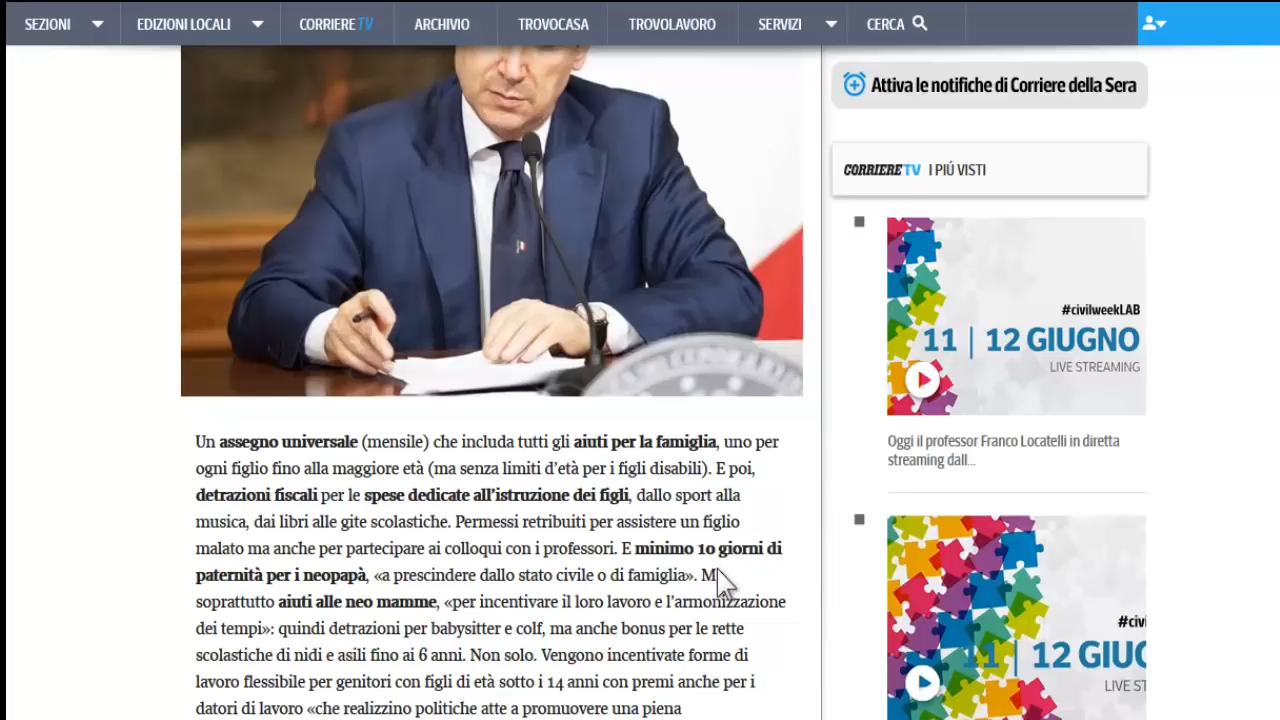 SEZIONI
EDIZIONI LOCALI
CORRIERE TV
ARCHIVIO
TROVOCASA
TROVOLAVORO
SERVIZI
CERCA
Attiva le notifiche di Corriere della Sera
CORRIERE TV I PIÚ VISTI
#civilweekLAB
11 | 12 GIUGNO
LIVE STREAMING
Oggi il professor Franco Locatelli in diretta
streaming dall...
#civi
11 | 12 GIUG
LIVE ST
Un assegno universale (mensile) che includa tutti gli aiuti per la famiglia, uno per
ogni figlio fino alla maggiore età (ma senza limiti d’età per i figli disabili). E poi,
detrazioni fiscali per le spese dedicate all’istruzione dei figli, dallo sport alla
musica, dai libri alle gite scolastiche. Permessi retribuiti per assistere un figlio
malato ma anche per partecipare ai colloqui con i professori. E minimo 10 giorni di
paternità per i neopapà, «a prescindere dallo stato civile o di famiglia». M
soprattutto aiuti alle neo mamme, «per incentivare il loro lavoro e l’armonizzazione
dei tempi»: quindi detrazioni per babysitter e colf, ma anche bonus per le rette
scolastiche di nidi e asili fino ai 6 anni. Non solo. Vengono incentivate forme di
lavoro flessibile per genitori con figli di età sotto i 14 anni con premi anche per i
datori di lavoro «che realizzino politiche atte a promuovere una piena